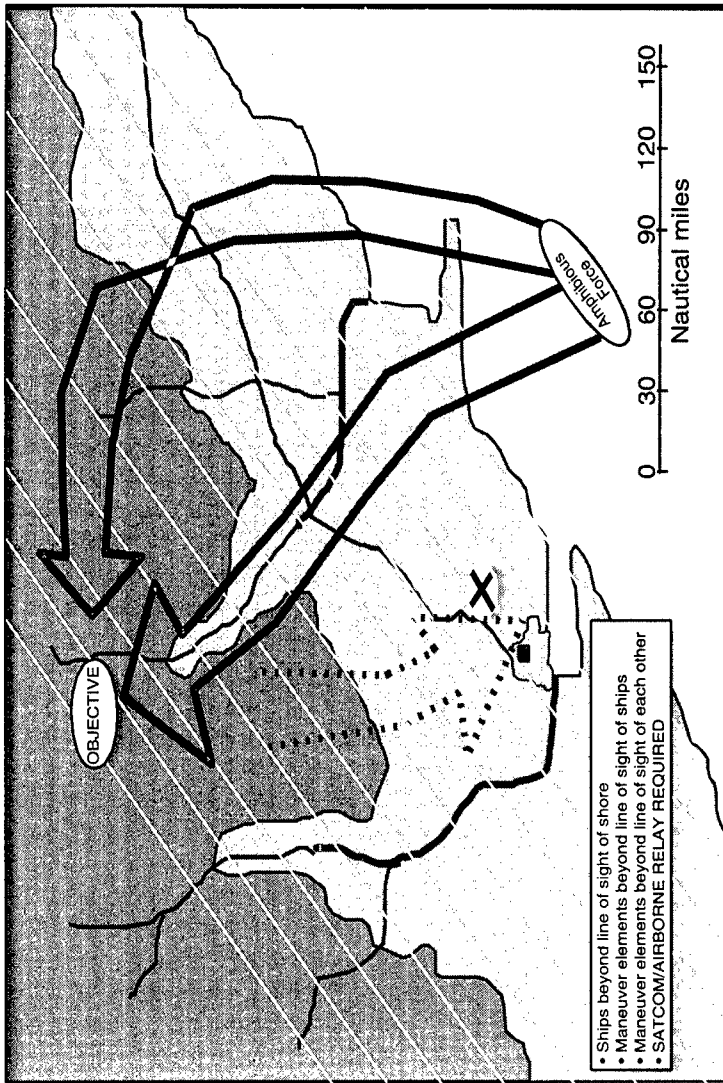 OBJECTIVE
Amphibious
Force
0 30 60 90 120 150
Nautical miles
• Ships beyond line of sight of shore
• Maneuver elements beyond line of sight of ships
• Maneuver elements beyond line of sight of each other
• SATCOM/AIRBORNE RELAY REQUIRED